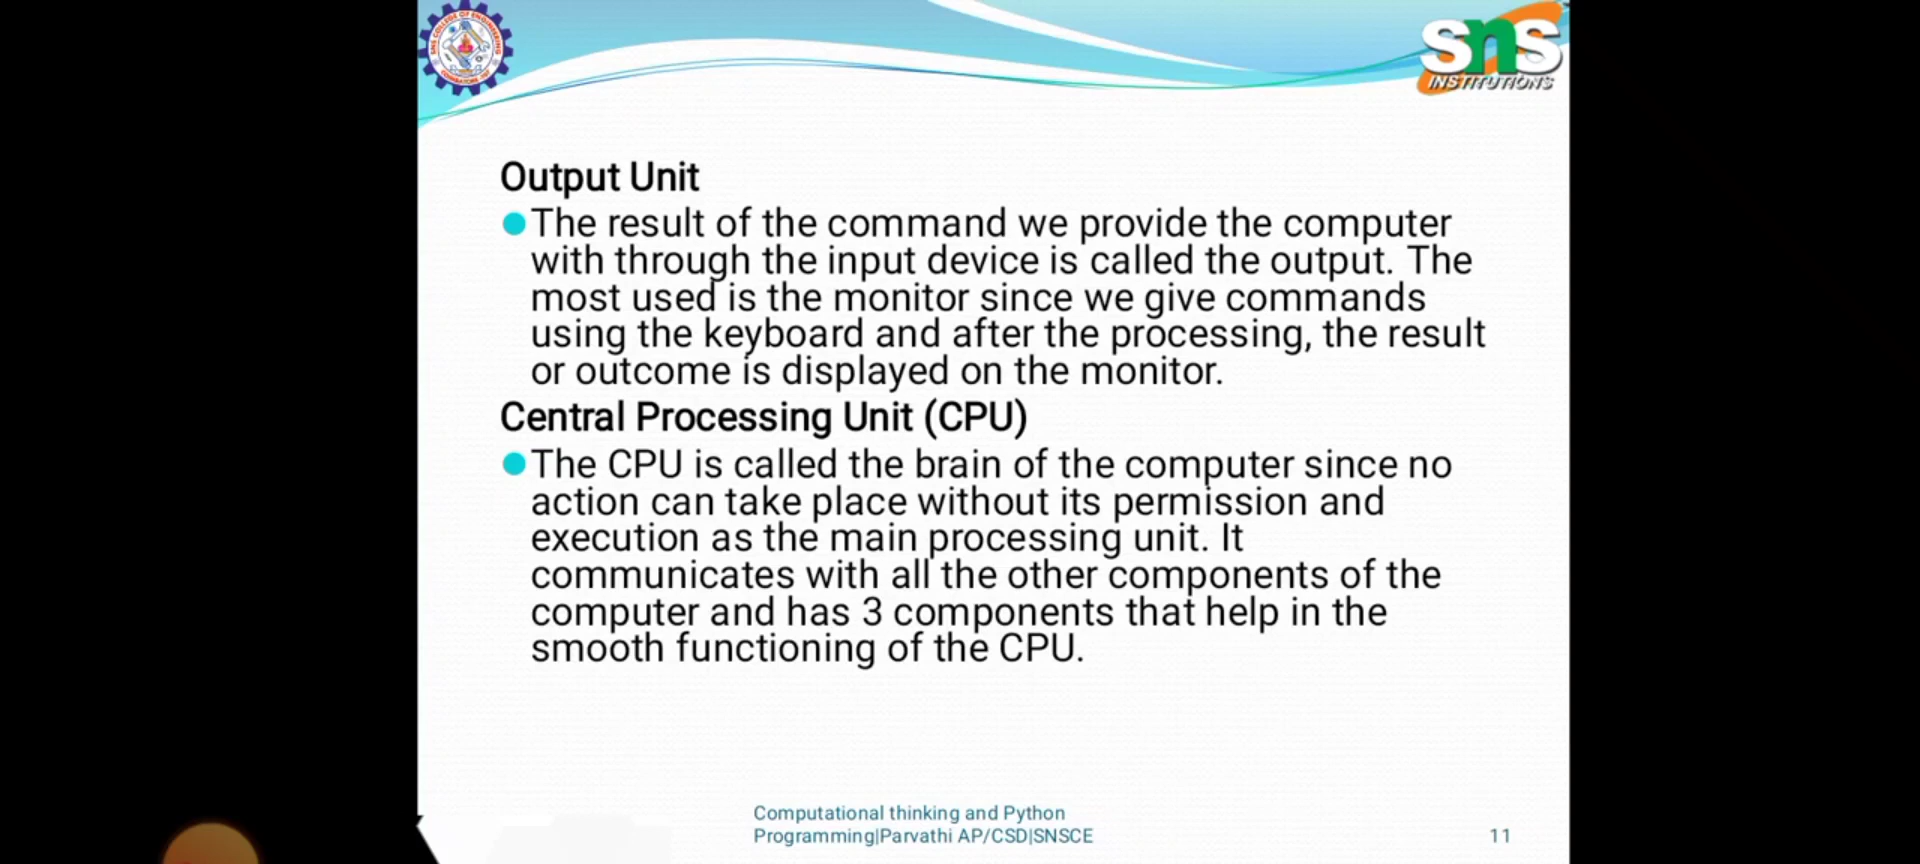 SNS COLLEGE OF ENGINEERING
sns
INSTITUTIONS
Output Unit
The result of the command we provide the computer
with through the input device is called the output. The
most used is the monitor since we give commands
using the keyboard and after the processing, the result
or outcome is displayed on the monitor.
Central Processing Unit (CPU)
The CPU is called the brain of the computer since no
action can take place without its permission and
execution as the main processing unit. It
communicates with all the other components of the
computer and has 3 components that help in the
smooth functioning of the CPU.
Computational thinking and Python
Programming|Parvathi AP/CSD|SNSCE
11